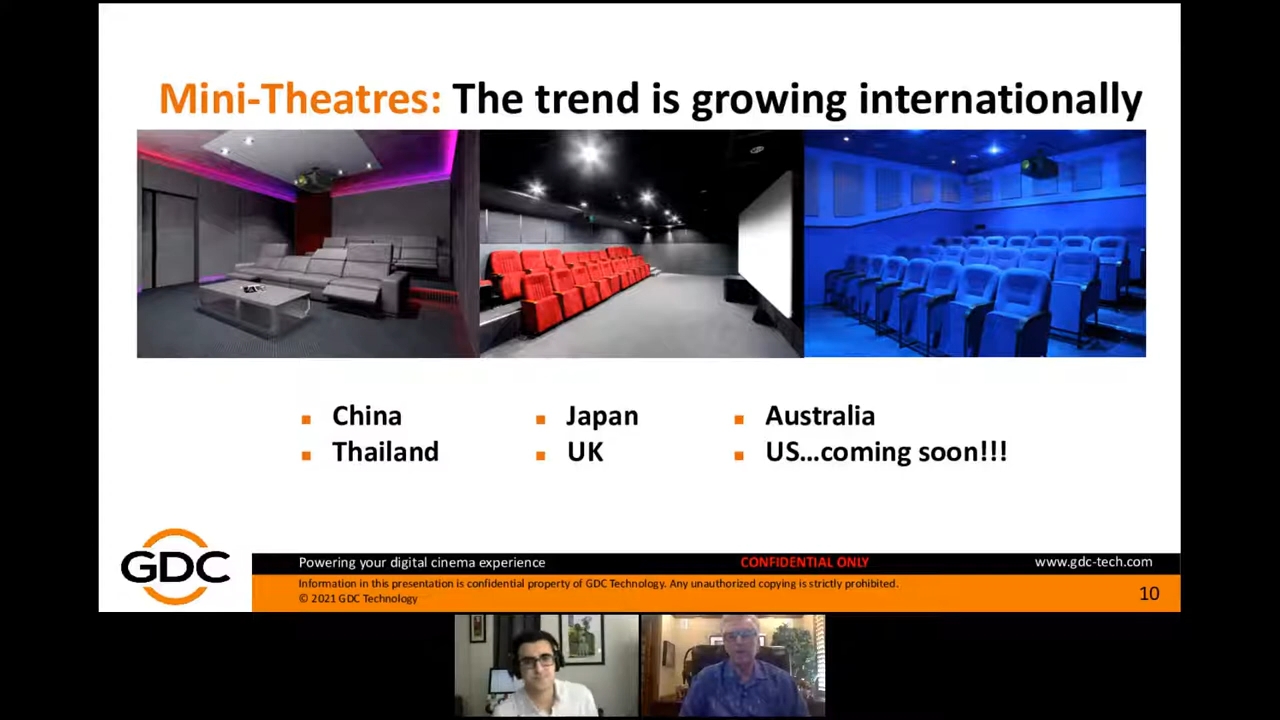 Mini-Theatres: The trend is growing internationally
China
Japan
Australia
Thailand
UK
US...coming soon!!!
GDC
Powering your digital cinema experience
CONFIDENTIAL ONLY
www.gdc-tech.com
Information in this presentation is confidential property of GDC Technology. Any unauthorized copying is strictly prohibited.
© 2021 GDC Technology
10